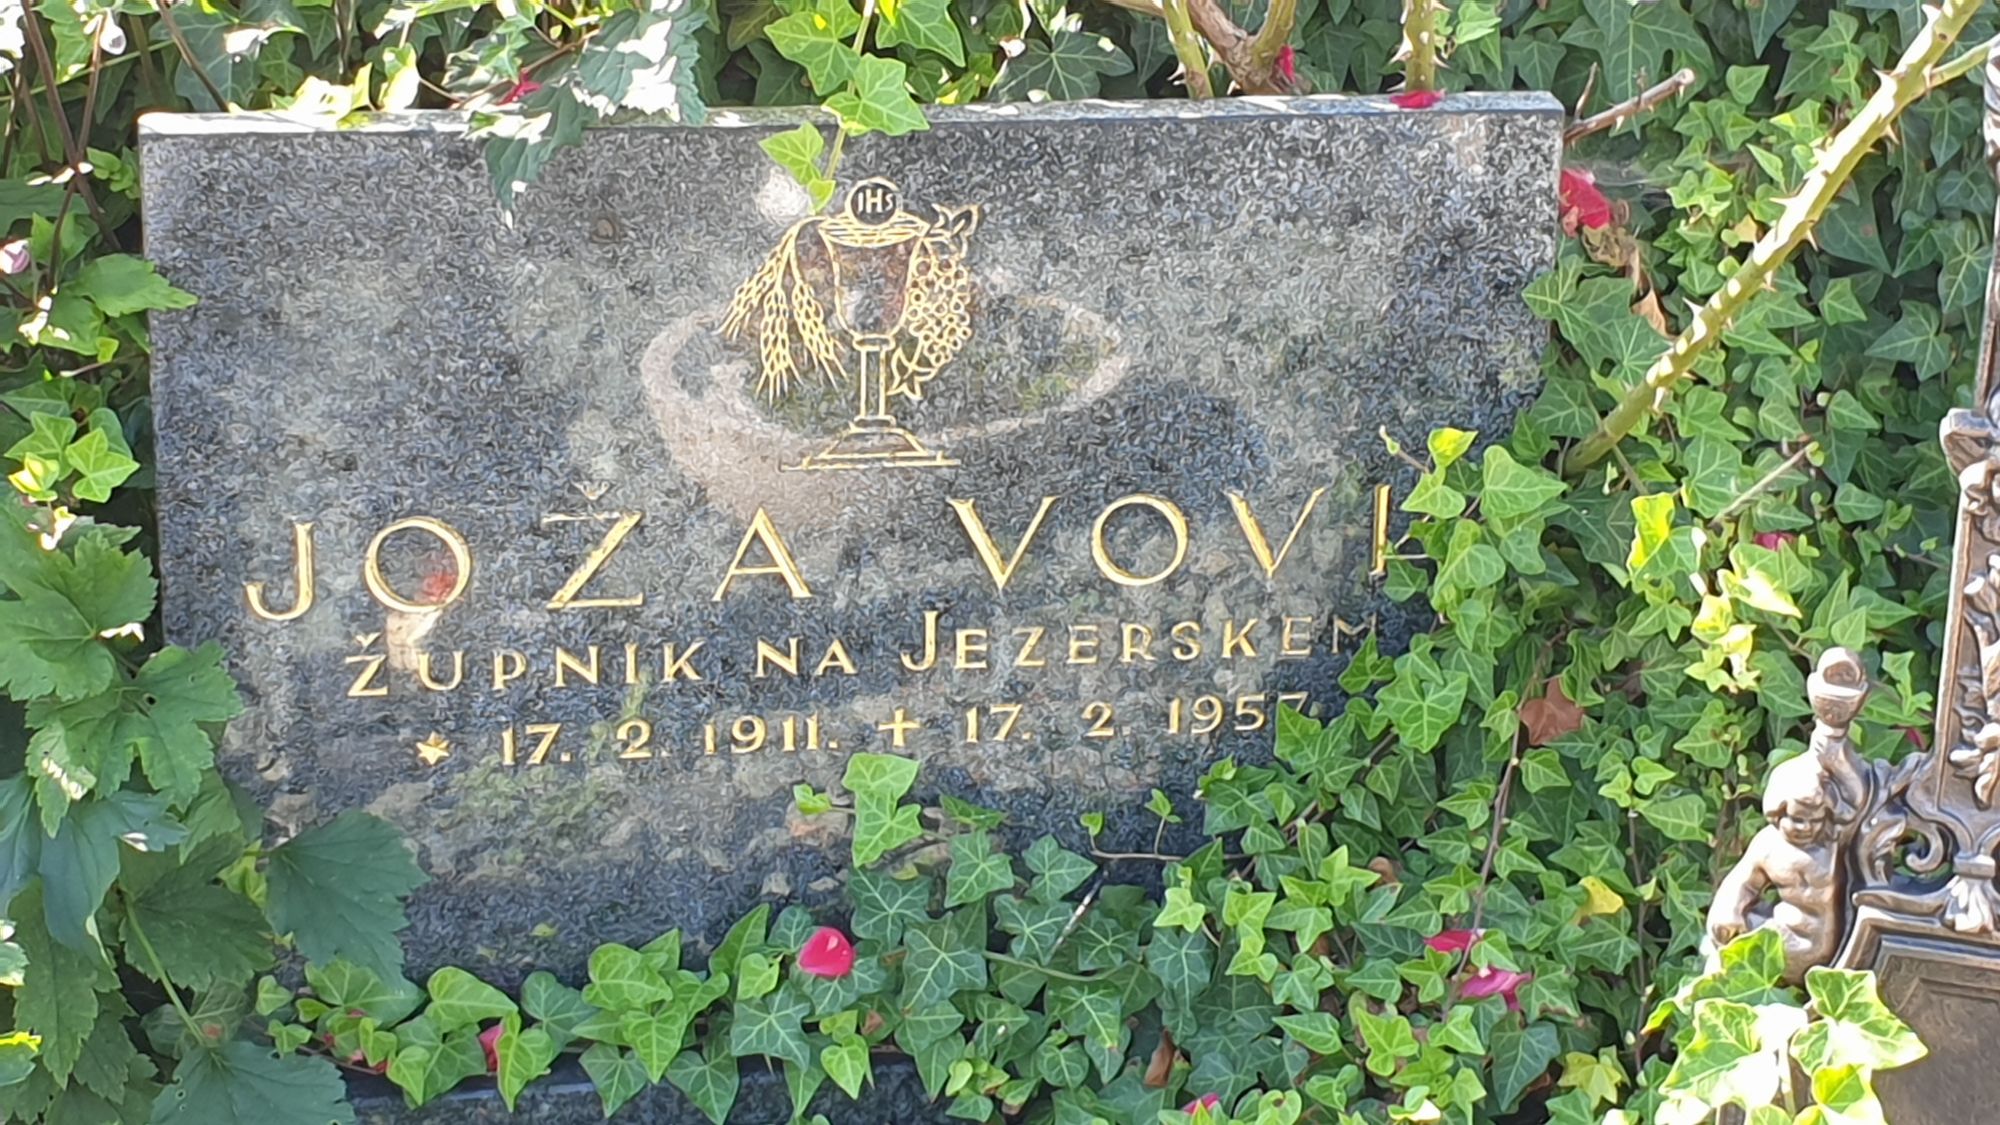 IHS
JOŽA VOVK
ŽUPNIK NA JEZERSKEM
* 17. 2. 1911. + 17. 2. 1957.